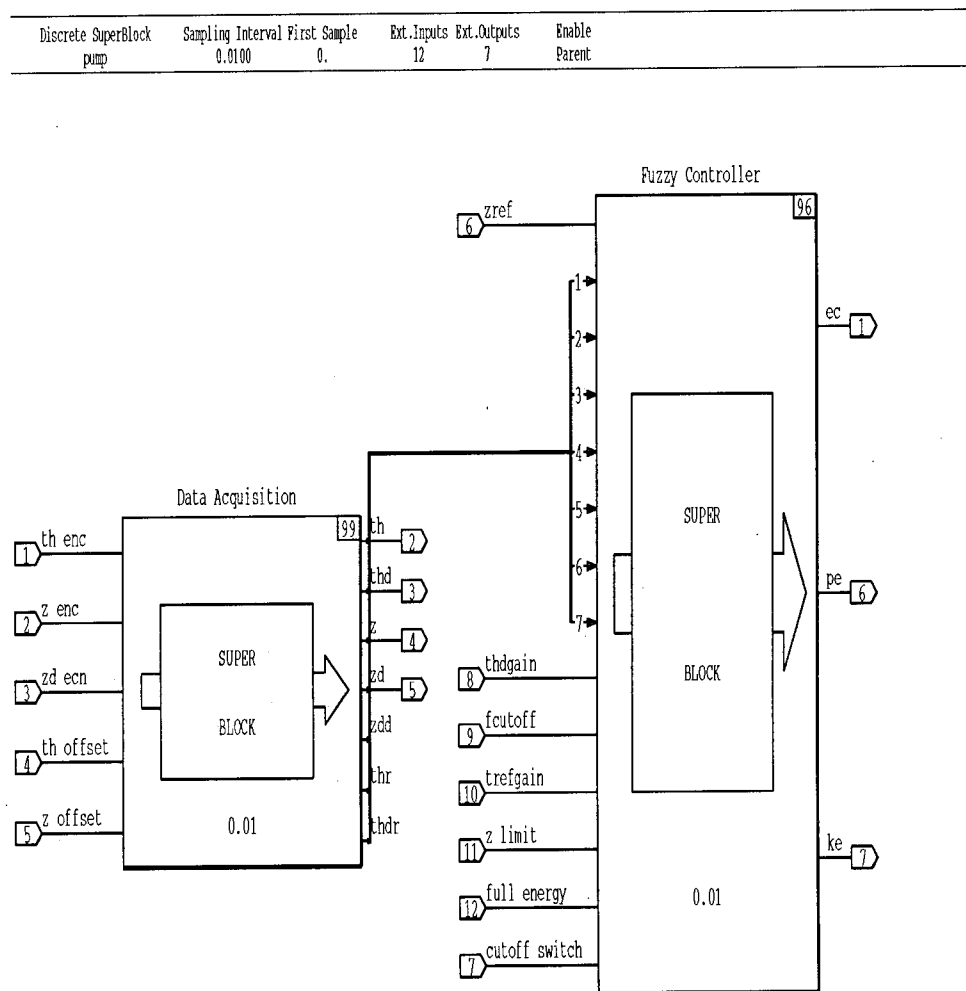 Discrete SuperBlock Sampling Interval First Sample Ext.Inputs Ext.Outputs Enable
pump 0.0100 0. 12 7 Parent
Fuzzy Controller
96
6 zref
1
2
3
4
5
6
7
ec 1
SUPER
BLOCK
pe 6
ke 7
0.01
8 thdgain
9 fcutoff
10 trefgain
11 z limit
12 full energy
7 cutoff switch
Data Acquisition
99
1 th enc
2 z enc
3 zd ecn
4 th offset
5 z offset
SUPER
BLOCK
0.01
th 2
thd 3
z 4
zd 5
zdd
thr
thdr